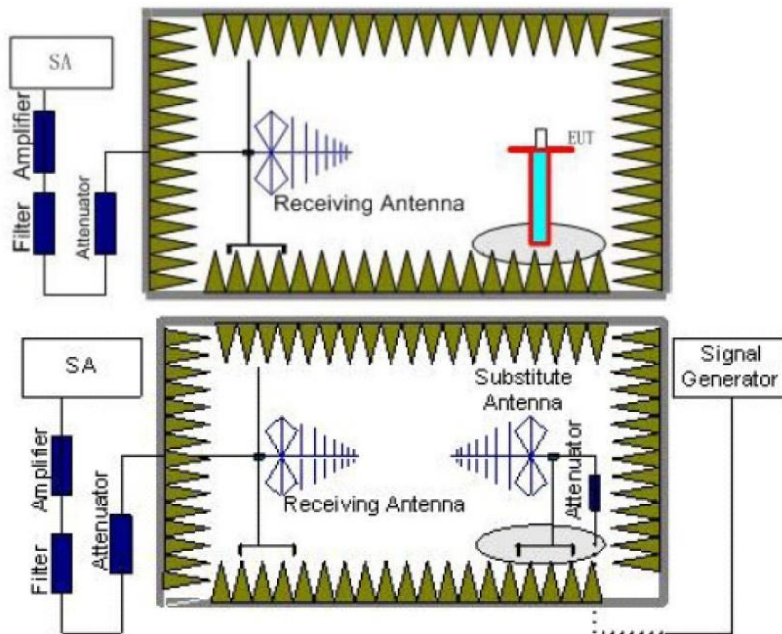 SA
Amplifier
Filter
Attenuator
EUT
Receiving Antenna
SA
Amplifier
Filter
Attenuator
Receiving Antenna
Substitute
Antenna
Attenuator
Signal
Generator